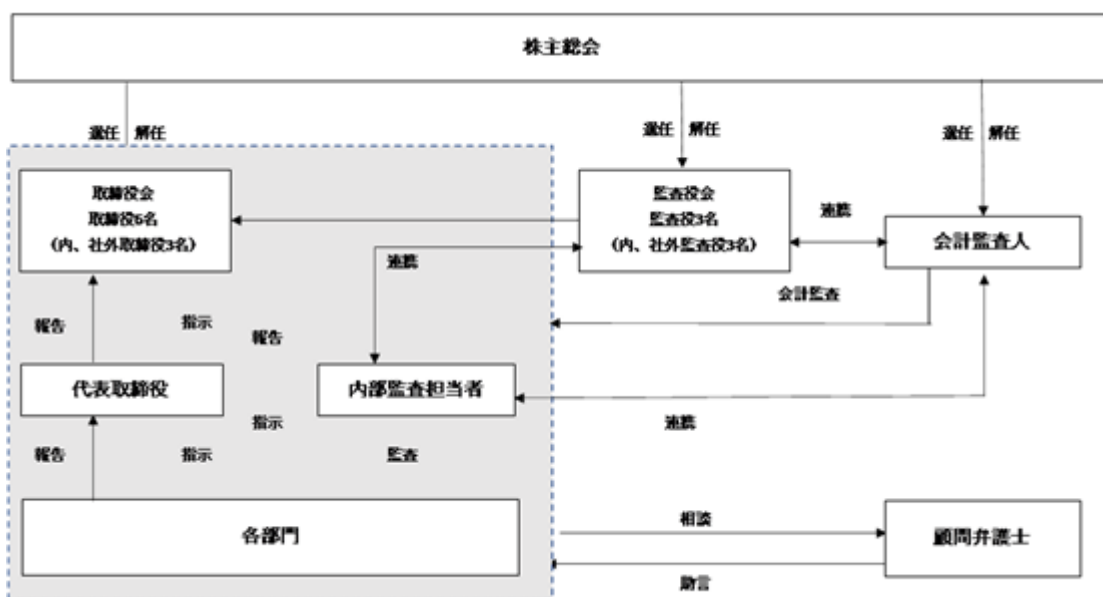 株主総会
選任 解任
選任 解任
選任 解任
取締役会
取締役6名
（内、社外取締役3名）
監査役会
監査役3名
（内、社外監査役3名）
連携
会計監査人
連携
会計監査
報告
指示
報告
代表取締役
内部監査担当者
指示
連携
報告
指示
監査
各部門
相談
顧問弁護士
助言